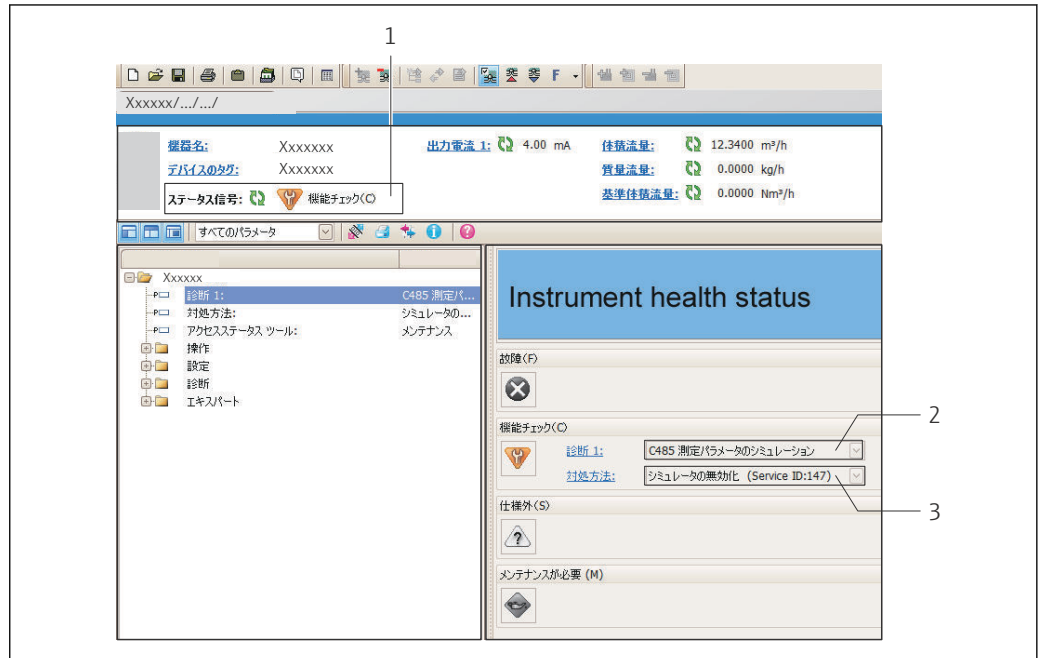 1
F
Xxxxxx/.../.../
機器名: Xxxxxxx 出力電流 1: 4.00 mA 体積流量: 12.3400 m³/h
デバイスのタグ: Xxxxxxx 質量流量: 0.0000 kg/h
ステータス信号: 機能チェック(C) 基準体積流量: 0.0000 Nm³/h
すべてのパラメータ
Xxxxxx
診断 1: C485 測定パ...
対処方法: シミュレータの...
アクセスステータス ツール: メンテナンス
操作
設定
診断
エキスパート
Instrument health status
故障(F)
機能チェック(C)
診断 1: C485 測定パラメータのシミュレーション
2
対処方法: シミュレータの無効化 (Service ID:147)
3
仕様外(S)
メンテナンスが必要 (M)